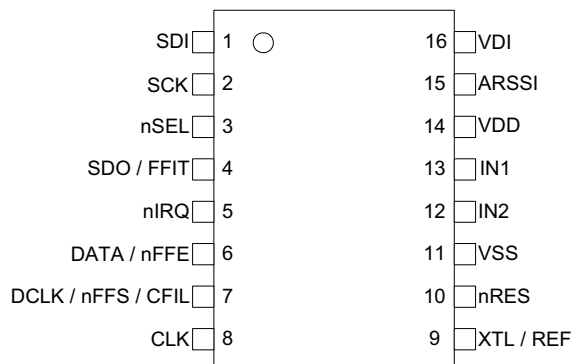 SDI 1 16 VDI
SCK 2 15 ARSSI
nSEL 3 14 VDD
SDO / FFIT 4 13 IN1
nIRQ 5 12 IN2
DATA / nFFE 6 11 VSS
DCLK / nFFS / CFIL 7 10 nRES
CLK 8 9 XTL / REF